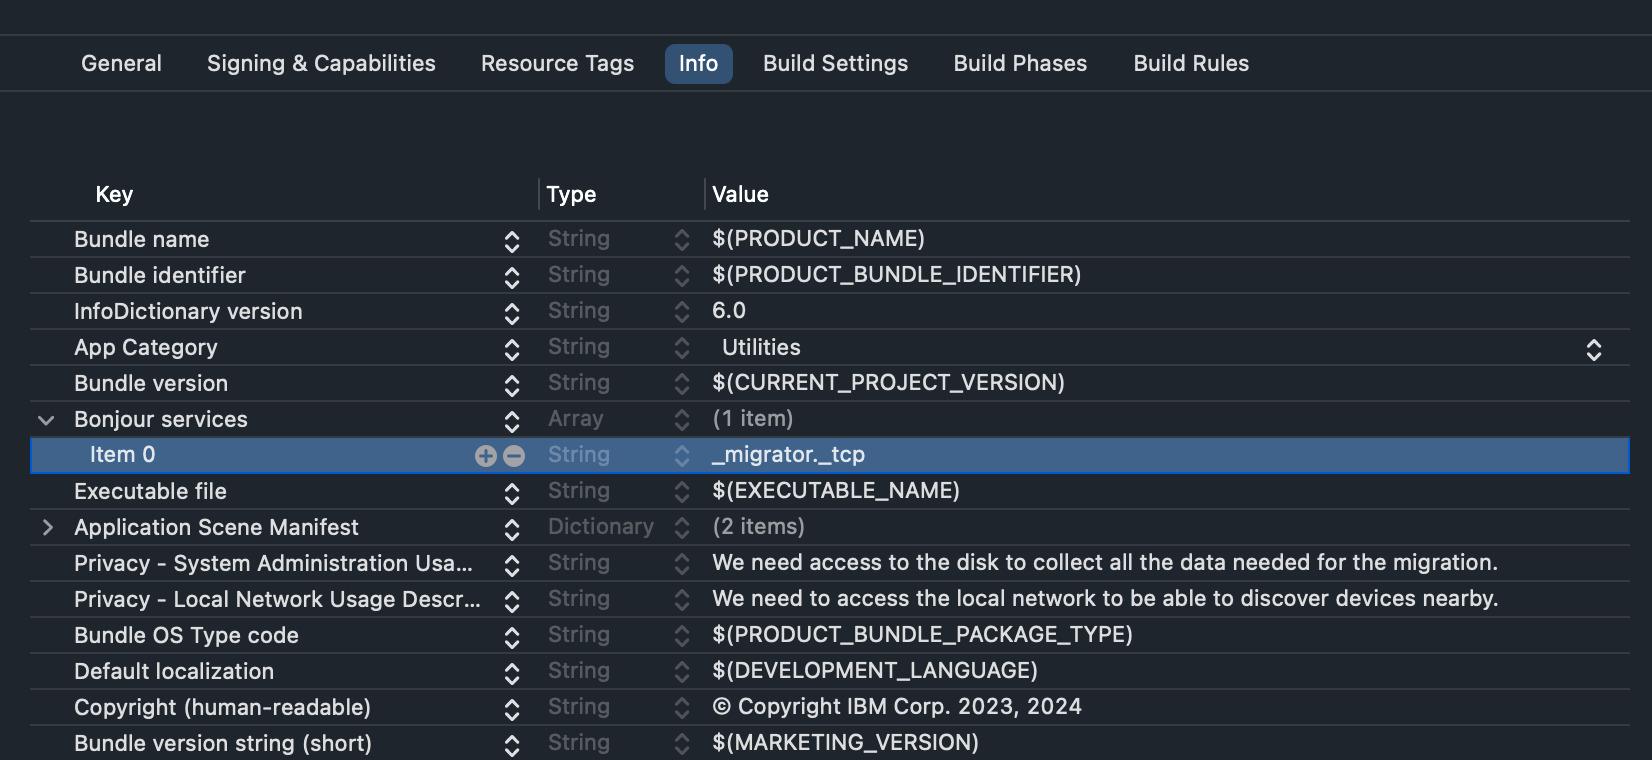 General Signing & Capabilities Resource Tags Info Build Settings Build Phases Build Rules
Key Type Value
Bundle name String $(PRODUCT_NAME)
Bundle identifier String $(PRODUCT_BUNDLE_IDENTIFIER)
InfoDictionary version String 6.0
App Category String Utilities
Bundle version String $(CURRENT_PROJECT_VERSION)
Bonjour services Array (1 item)
Item 0 String _migrator._tcp
Executable file String $(EXECUTABLE_NAME)
Application Scene Manifest Dictionary (2 items)
Privacy - System Administration Usa... String We need access to the disk to collect all the data needed for the migration.
Privacy - Local Network Usage Descr... String We need to access the local network to be able to discover devices nearby.
Bundle OS Type code String $(PRODUCT_BUNDLE_PACKAGE_TYPE)
Default localization String $(DEVELOPMENT_LANGUAGE)
Copyright (human-readable) String © Copyright IBM Corp. 2023, 2024
Bundle version string (short) String $(MARKETING_VERSION)